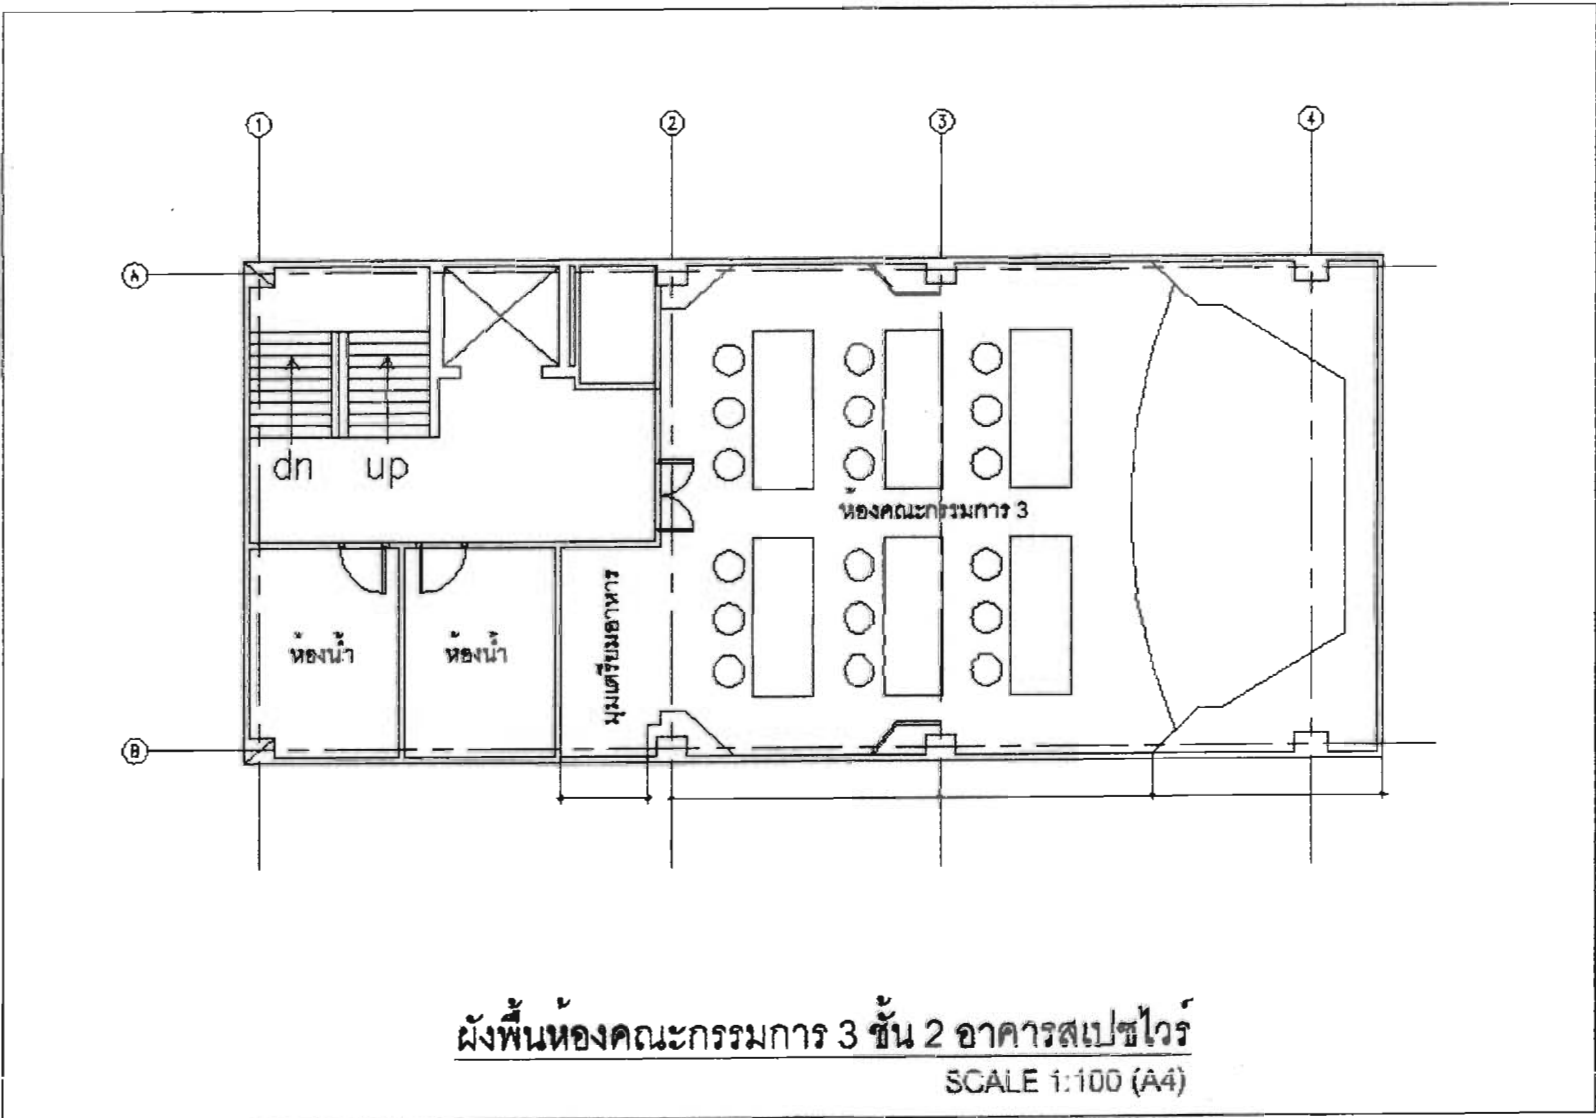 1 2 3 4
A
dn up
ห้องคณะกรรมการ 3
มุมเตรียมอาหาร
ห้องน้ำ ห้องน้ำ
B
ผังพื้นห้องคณะกรรมการ 3 ชั้น 2 อาคารสเปซไวร์
SCALE 1:100 (A4)